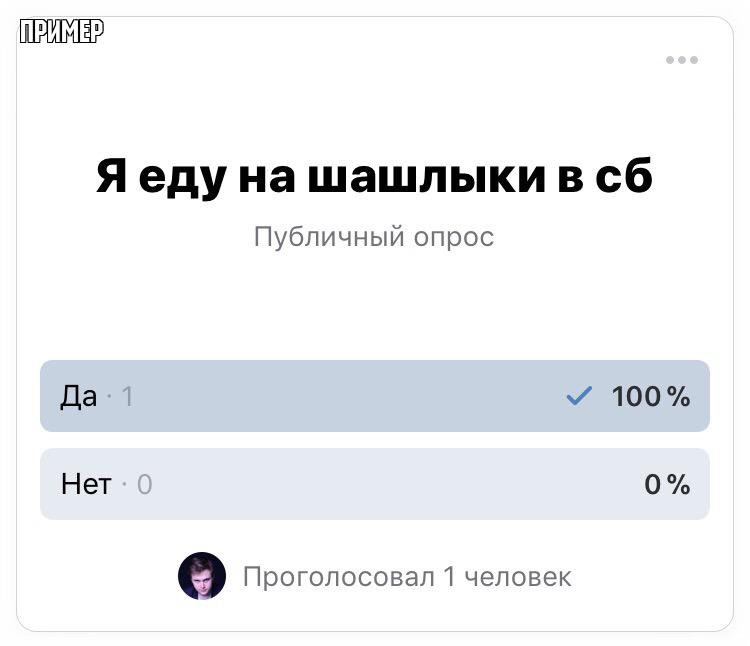 ПРИМЕР
Я еду на шашлыки в сб
Публичный опрос
Да · 1 100 %
Нет · 0 0 %
Проголосовал 1 человек